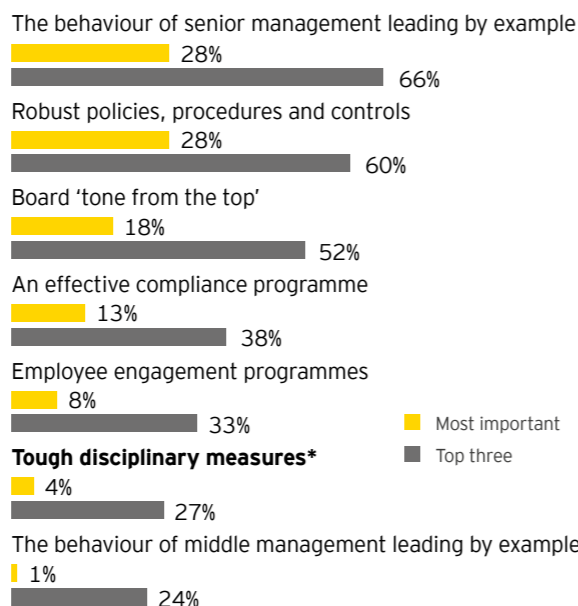 The behaviour of senior management leading by example
28%
66%
Robust policies, procedures and controls
28%
60%
Board ‘tone from the top’
18%
52%
An effective compliance programme
13%
38%
Employee engagement programmes
8%
33%
Most important
Top three
Tough disciplinary measures*
4%
27%
The behaviour of middle management leading by example
1%
24%